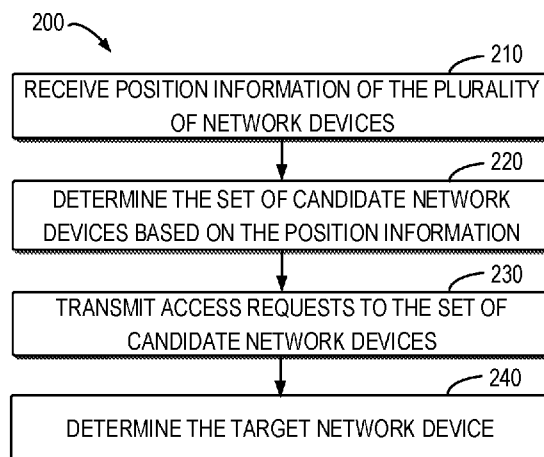 200
210
RECEIVE POSITION INFORMATION OF THE PLURALITY
OF NETWORK DEVICES
220
DETERMINE THE SET OF CANDIDATE NETWORK
DEVICES BASED ON THE POSITION INFORMATION
230
TRANSMIT ACCESS REQUESTS TO THE SET OF
CANDIDATE NETWORK DEVICES
240
DETERMINE THE TARGET NETWORK DEVICE